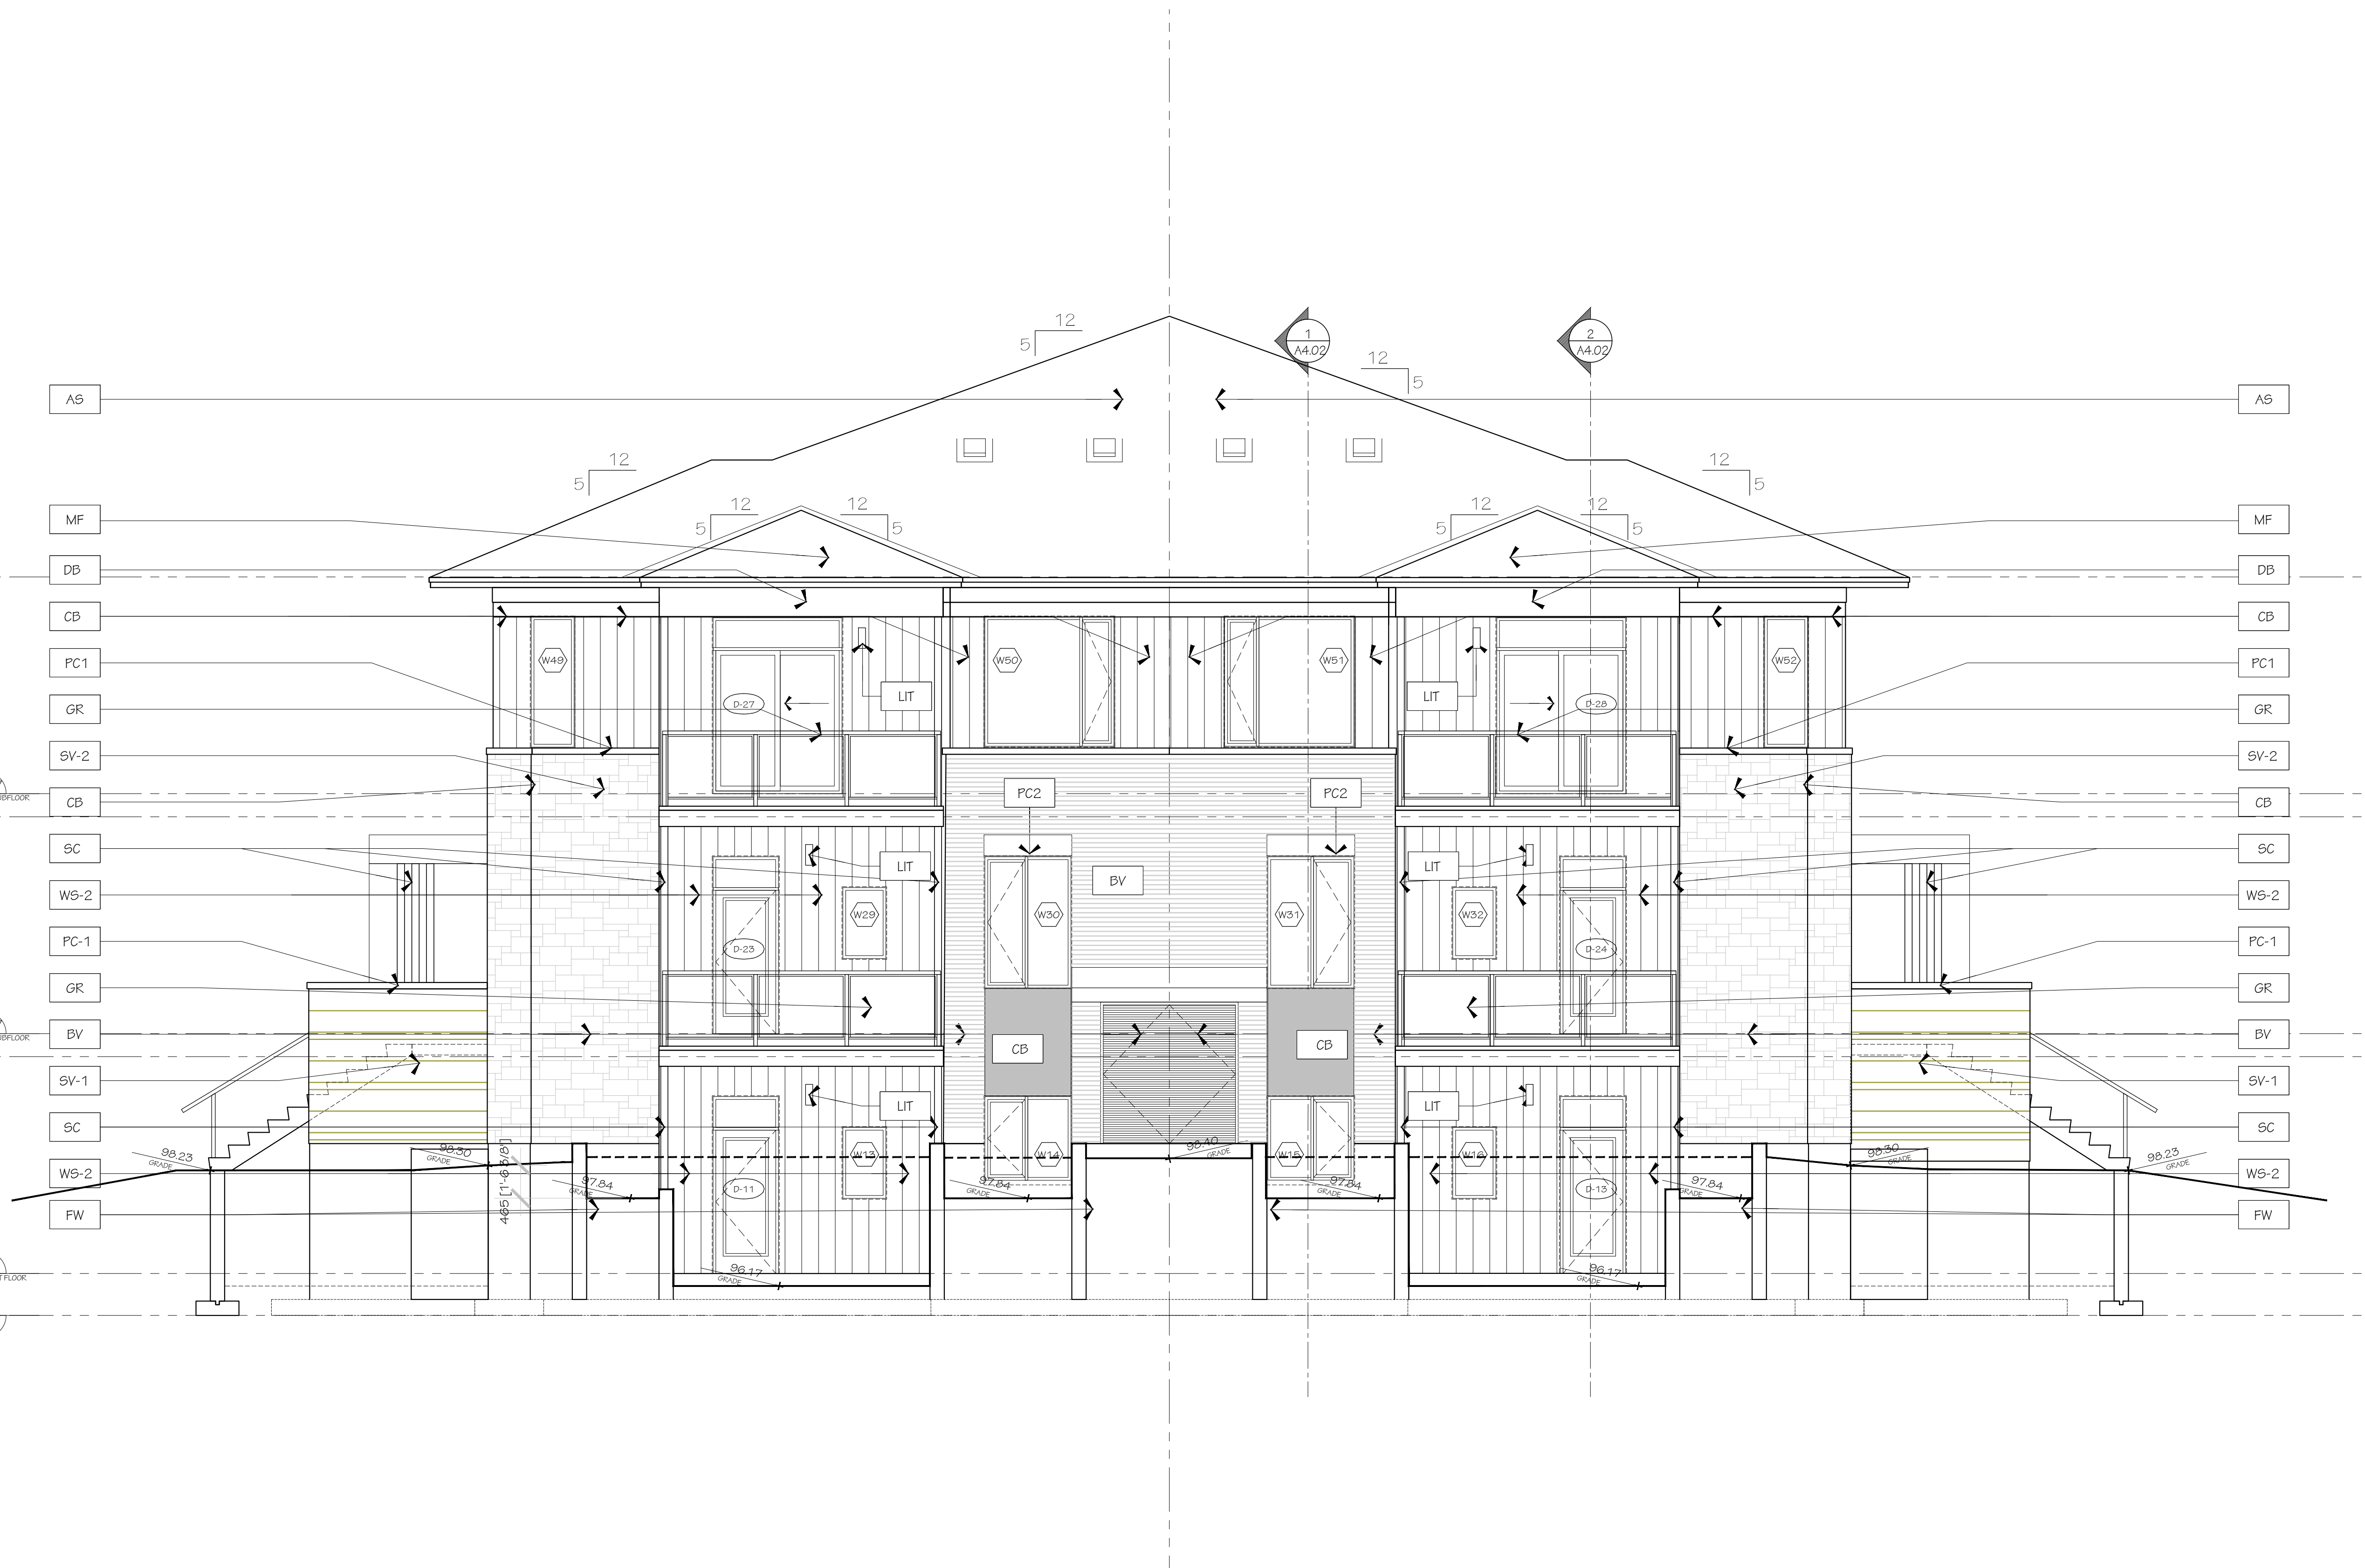 12
5
1
A4.02
2
A4.02
12
5
AS
AS
12
5
12
5
MF
12
5
12
5
12
5
12
5
MF
DB
DB
CB
CB
PC1
W49
W50
W51
W52
PC1
LIT
LIT
GR
D-27
D-28
GR
SV-2
SV-2
PC2
PC2
CB
CB
SC
LIT
LIT
SC
BV
WS-2
W29
W30
W31
W32
WS-2
PC-1
D-23
D-24
PC-1
GR
GR
BV
BV
CB
CB
SV-1
SV-1
LIT
LIT
SC
SC
98.23
GRADE
98.30
GRADE
465 [1'-6 3/8"]
W13
W14
98.40
GRADE
W15
W16
98.30
GRADE
98.23
GRADE
WS-2
WS-2
97.84
GRADE
D-11
97.84
GRADE
97.84
GRADE
D-13
97.84
GRADE
FW
FW
96.17
GRADE
96.17
GRADE
FLOOR